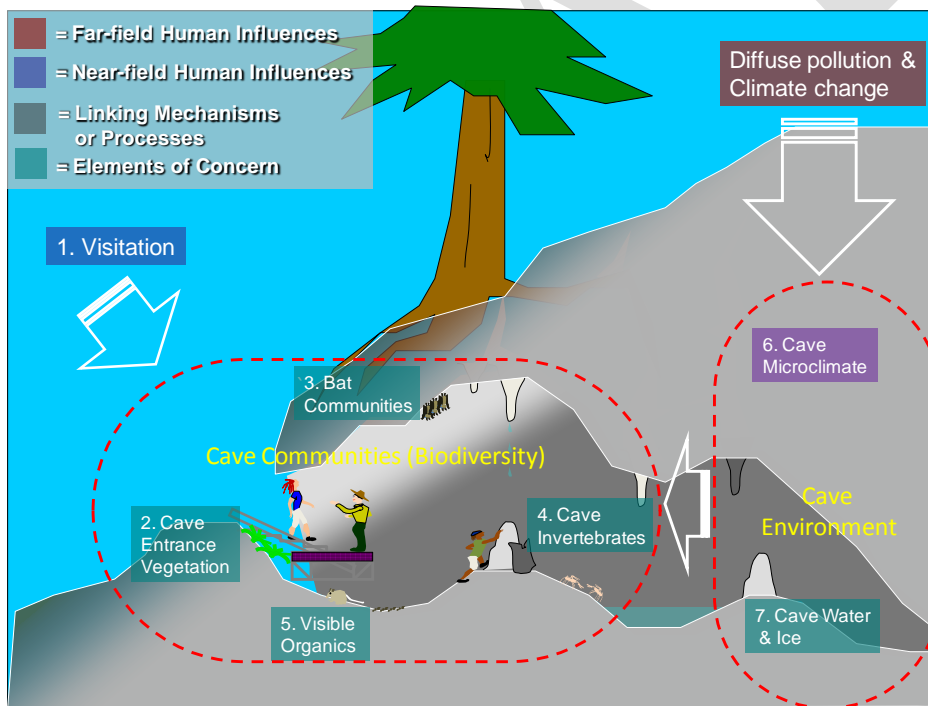 = Far-field Human Influences
= Near-field Human Influences
= Linking Mechanisms
or Processes
= Elements of Concern
Diffuse pollution &
Climate change
1. Visitation
6. Cave
Microclimate
3. Bat
Communities
Cave Communities (Biodiversity)
2. Cave
Entrance
Vegetation
4. Cave
Invertebrates
Cave
Environment
5. Visible
Organics
7. Cave Water
& Ice